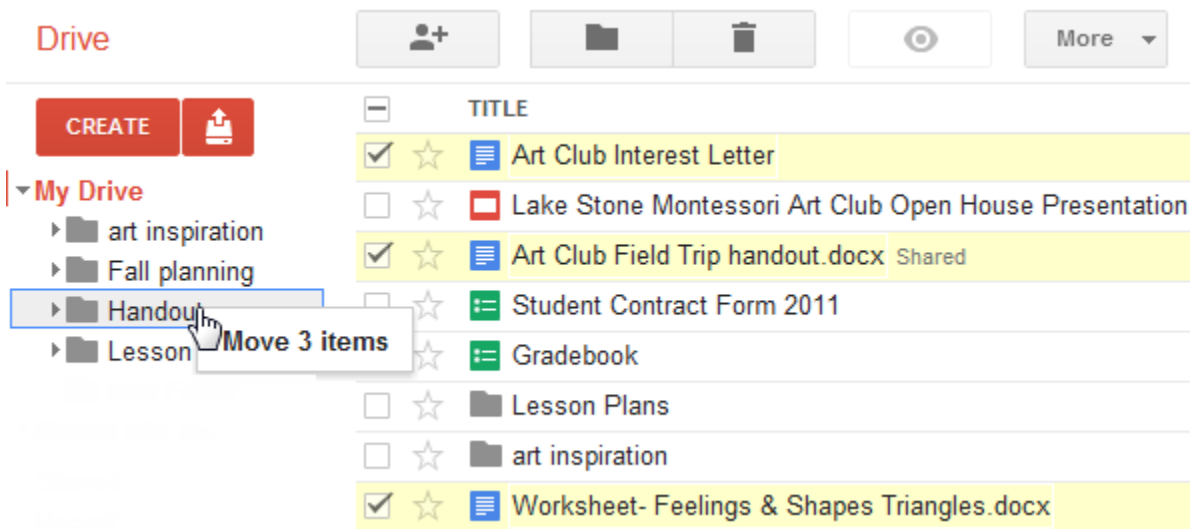 Drive
More
CREATE
TITLE
Art Club Interest Letter
My Drive
Lake Stone Montessori Art Club Open House Presentation
art inspiration
Art Club Field Trip handout.docx Shared
Fall planning
Student Contract Form 2011
Move 3 items
Lesson
Gradebook
Lesson Plans
art inspiration
Worksheet- Feelings & Shapes Triangles.docx